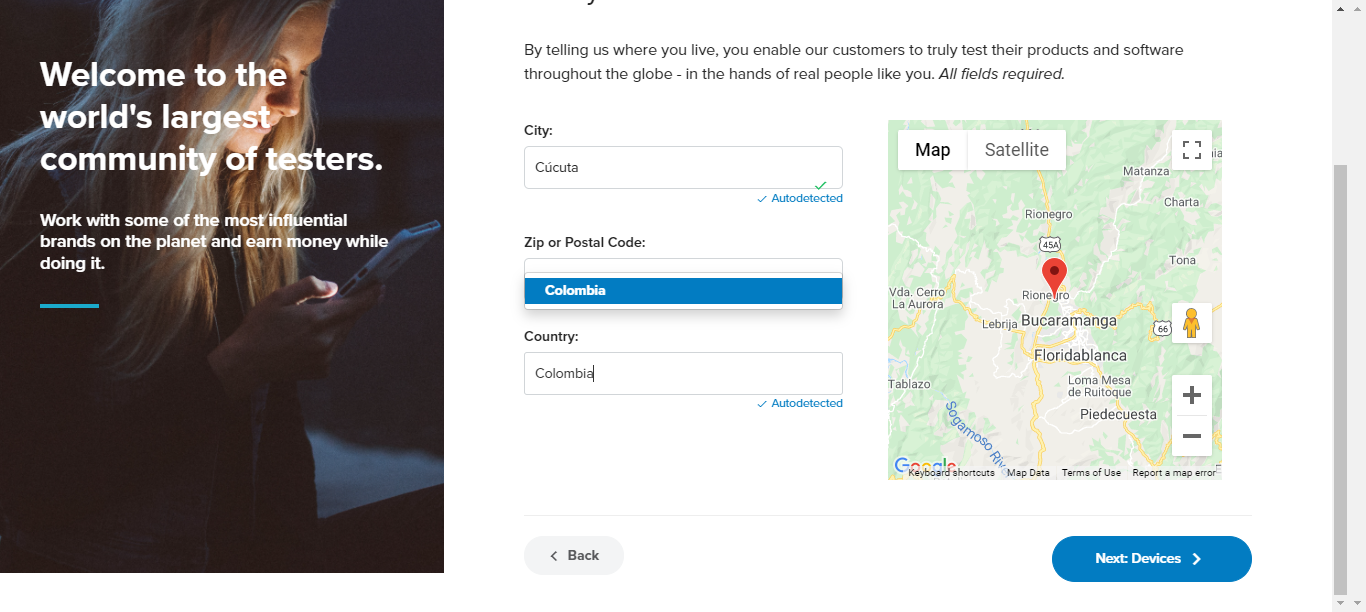 Welcome to the
world's largest
community of testers.
Work with some of the most influential
brands on the planet and earn money while
doing it.
By telling us where you live, you enable our customers to truly test their products and software
throughout the globe - in the hands of real people like you. All fields required.
City:
Cúcuta
Autodetected
Zip or Postal Code:
Colombia
Country:
Colombia
Autodetected
Map
Satellite
Matanza
Charta
Rionegro
45A
Tona
Vda. Cerro
La Aurora
Rionegro
Lebrija
Bucaramanga
66
Floridablanca
Tablazo
Loma Mesa
de Ruitoque
Piedecuesta
Sogamoso
Google
Keyboard shortcuts
Map Data
Terms of Use
Report a map error
Back
Next: Devices